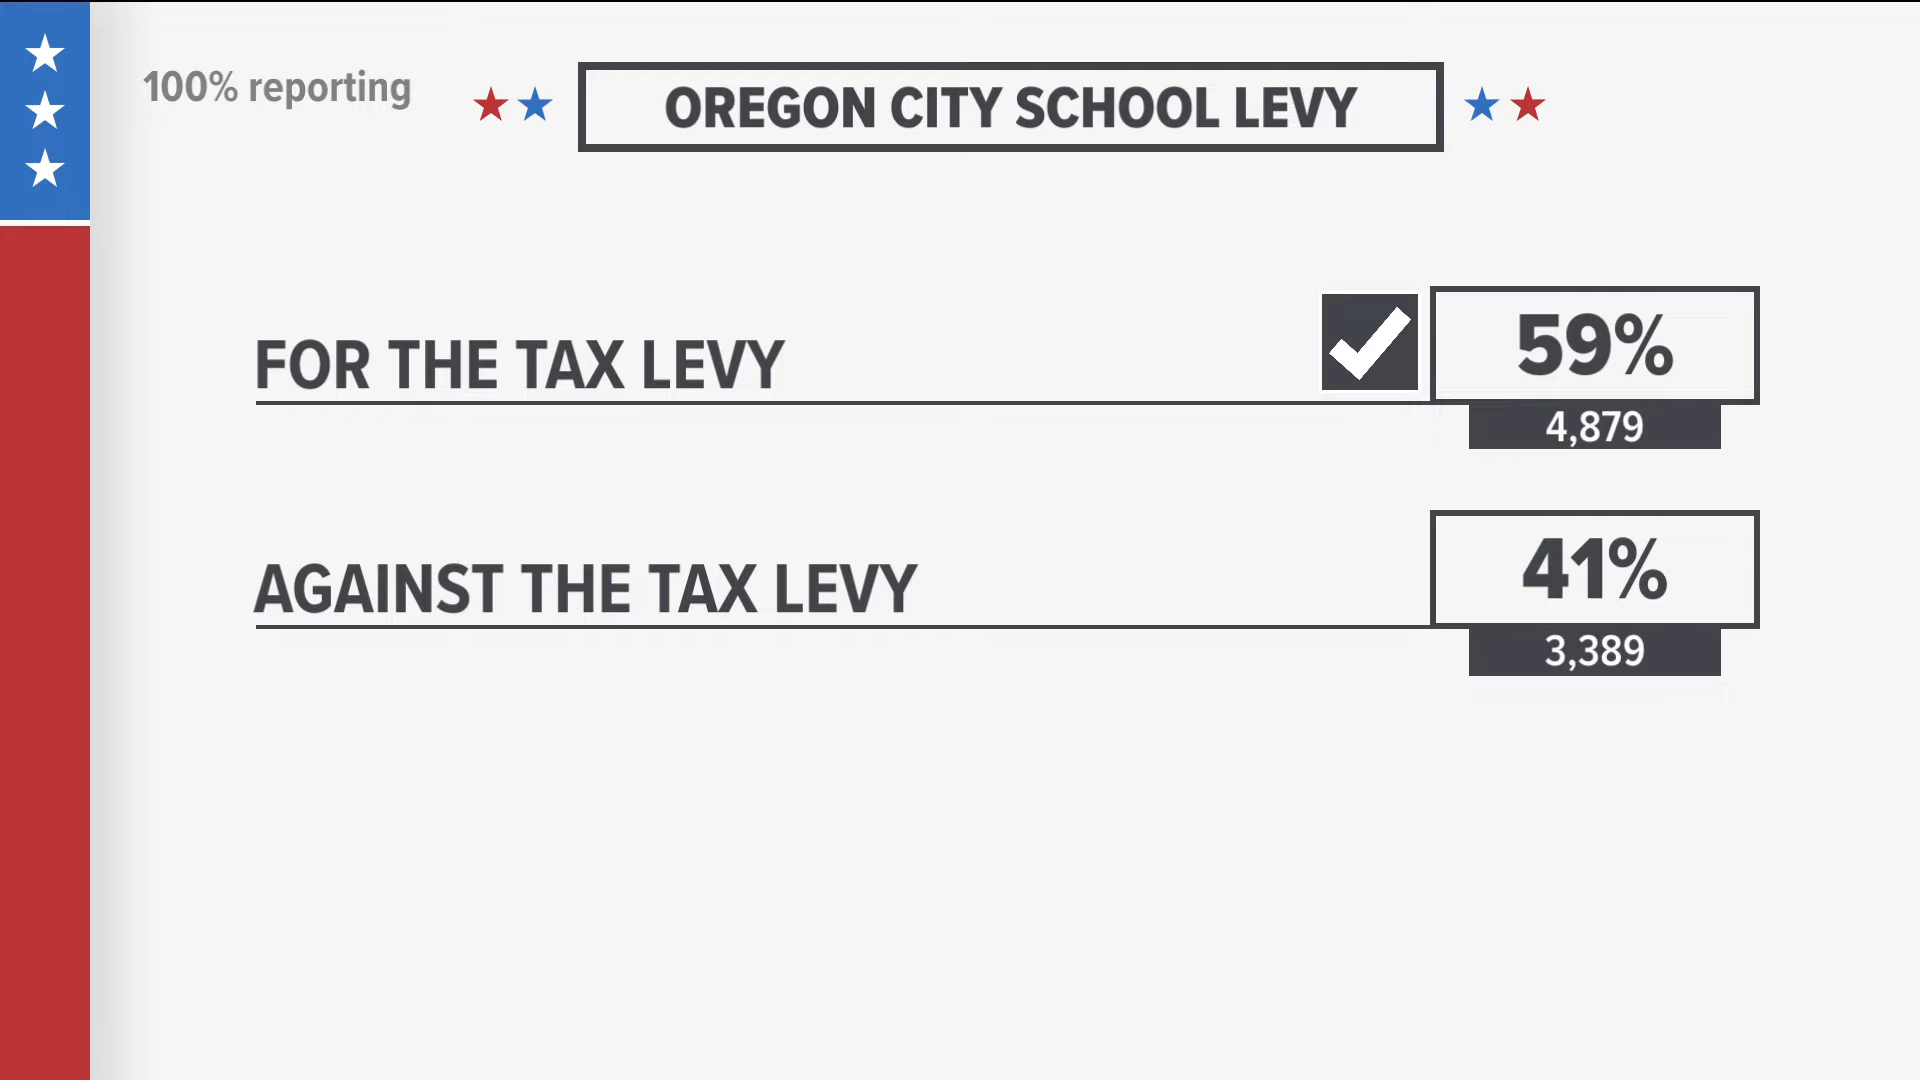 100% reporting
OREGON CITY SCHOOL LEVY
FOR THE TAX LEVY
59%
4,879
AGAINST THE TAX LEVY
41%
3,389